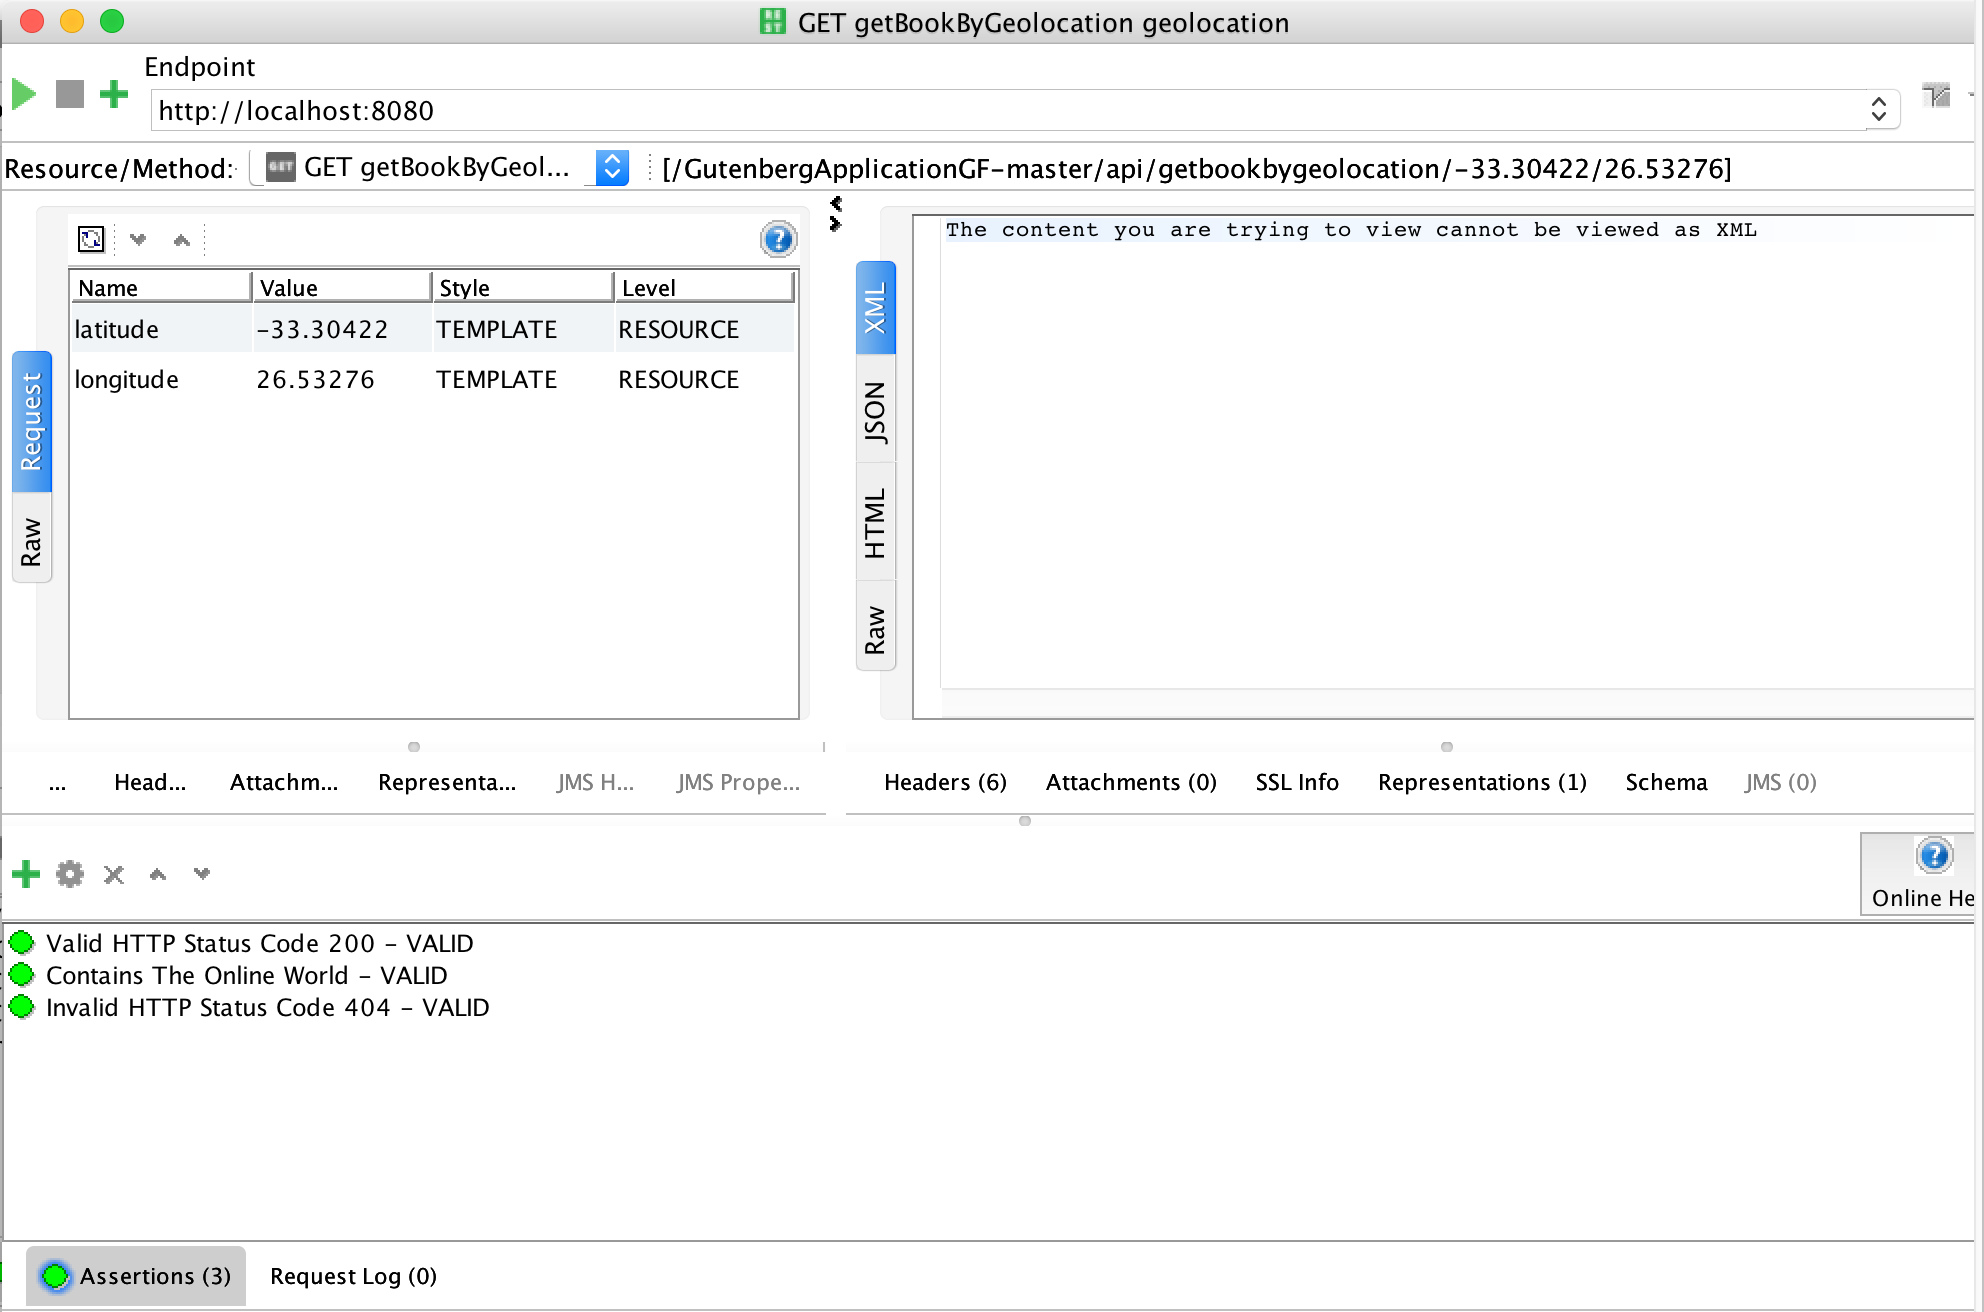 GET getBookByGeolocation geolocation
Endpoint
http://localhost:8080
Resource/Method:
GET getBookByGeol...
[/GutenbergApplicationGF-master/api/getbookbygeolocation/-33.30422/26.53276]
Name Value Style Level
latitude -33.30422 TEMPLATE RESOURCE
longitude 26.53276 TEMPLATE RESOURCE
Request
Raw
The content you are trying to view cannot be viewed as XML
XML
JSON
HTML
Raw
... Head... Attachm... Representa... JMS H... JMS Prope...
Headers (6) Attachments (0) SSL Info Representations (1) Schema JMS (0)
Online He
Valid HTTP Status Code 200 - VALID
Contains The Online World - VALID
Invalid HTTP Status Code 404 - VALID
Assertions (3) Request Log (0)